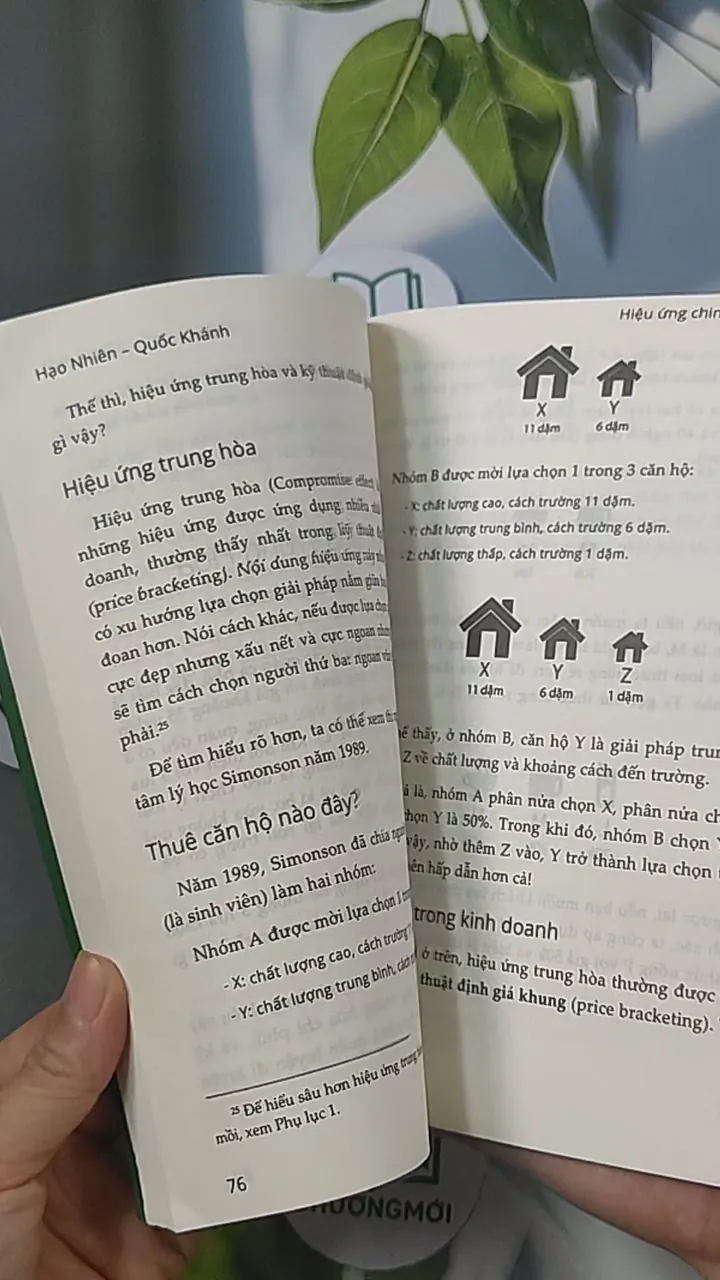 Hạo Nhiên – Quốc Khánh
Thế thì, hiệu ứng trung hòa và kỹ thuật định
gì vậy?
Hiệu ứng trung hòa
Hiệu ứng trung hòa (Compromise effect
những hiệu ứng được ứng dụng nhiều
doanh, thường thấy nhất trong kỹ thuật
(price bracketing). Nội dung hiệu ứng này
có xu hướng lựa chọn giải pháp nằm giữa
đoan hơn. Nói cách khác, nếu được lựa chọn
cực đẹp nhưng xấu nết và cực ngoan
sẽ tìm cách chọn người thứ ba: ngoan
phải.²⁵
Để tìm hiểu rõ hơn, ta có thể xem
tâm lý học Simonson năm 1989.
Thuê căn hộ nào đây?
Năm 1989, Simonson đã chia
(là sinh viên) làm hai nhóm:
Nhóm A được mời lựa chọn 1
- X: chất lượng cao, cách trường
- Y: chất lượng trung bình, cách
²⁵ Để hiểu sâu hơn hiệu ứng trung
mồi, xem Phụ lục 1.
76
Hiệu ứng chim
X Y
11 dặm 6 dặm
Nhóm B được mời lựa chọn 1 trong 3 căn hộ:
- X: chất lượng cao, cách trường 11 dặm.
- Y: chất lượng trung bình, cách trường 6 dặm.
- Z: chất lượng thấp, cách trường 1 dặm.
X Y Z
11 dặm 6 dặm 1 dặm
thấy, ở nhóm B, căn hộ Y là giải pháp
Z về chất lượng và khoảng cách đến trường.
là, nhóm A phân nửa chọn X, phân nửa
chọn Y là 50%. Trong khi đó, nhóm B chọn
vậy, nhờ thêm Z vào, Y trở thành lựa chọn
hấp dẫn hơn cả!
trong kinh doanh
ở trên, hiệu ứng trung hòa thường được
thuật định giá khung (price bracketing).